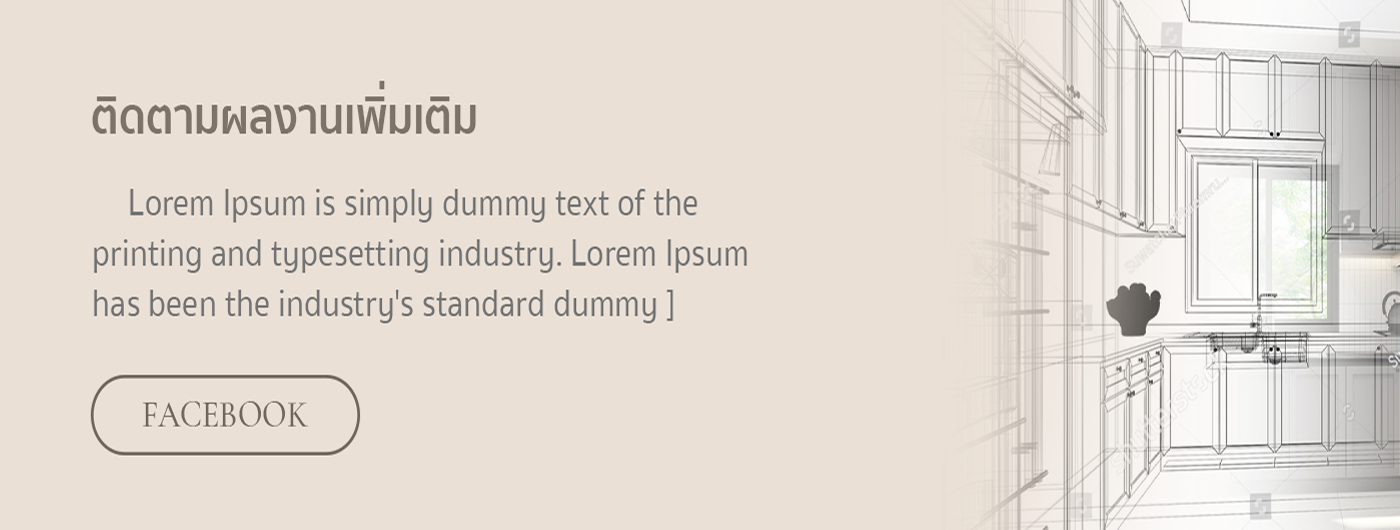 ติดตามผลงานเพิ่มเติม
Lorem Ipsum is simply dummy text of the
printing and typesetting industry. Lorem Ipsum
has been the industry's standard dummy ]
FACEBOOK
shutterstock